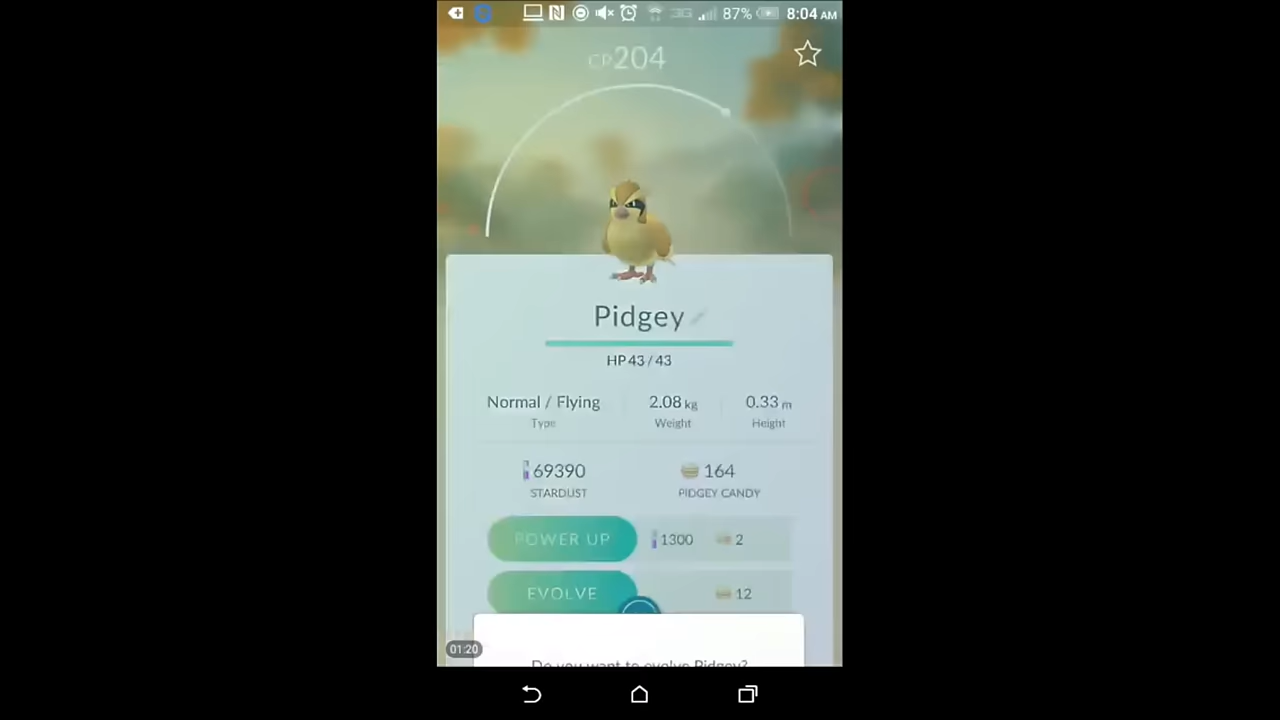 3G 87% 8:04 AM
CP204
Pidgey
HP 43 / 43
Normal / Flying 2.08 kg 0.33 m
Type Weight Height
69390 164
STARDUST PIDGEY CANDY
POWER UP 1300 2
EVOLVE 12
01:20
Do you want to evolve Pidgey?